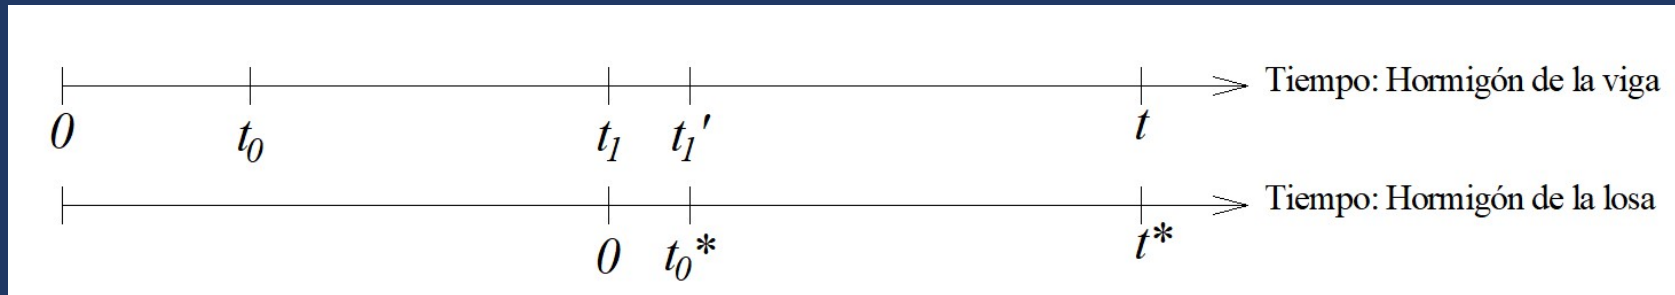 Tiempo: Hormigón de la viga
0 t₀ t₁ t₁' t
Tiempo: Hormigón de la losa
0 t₀* t*